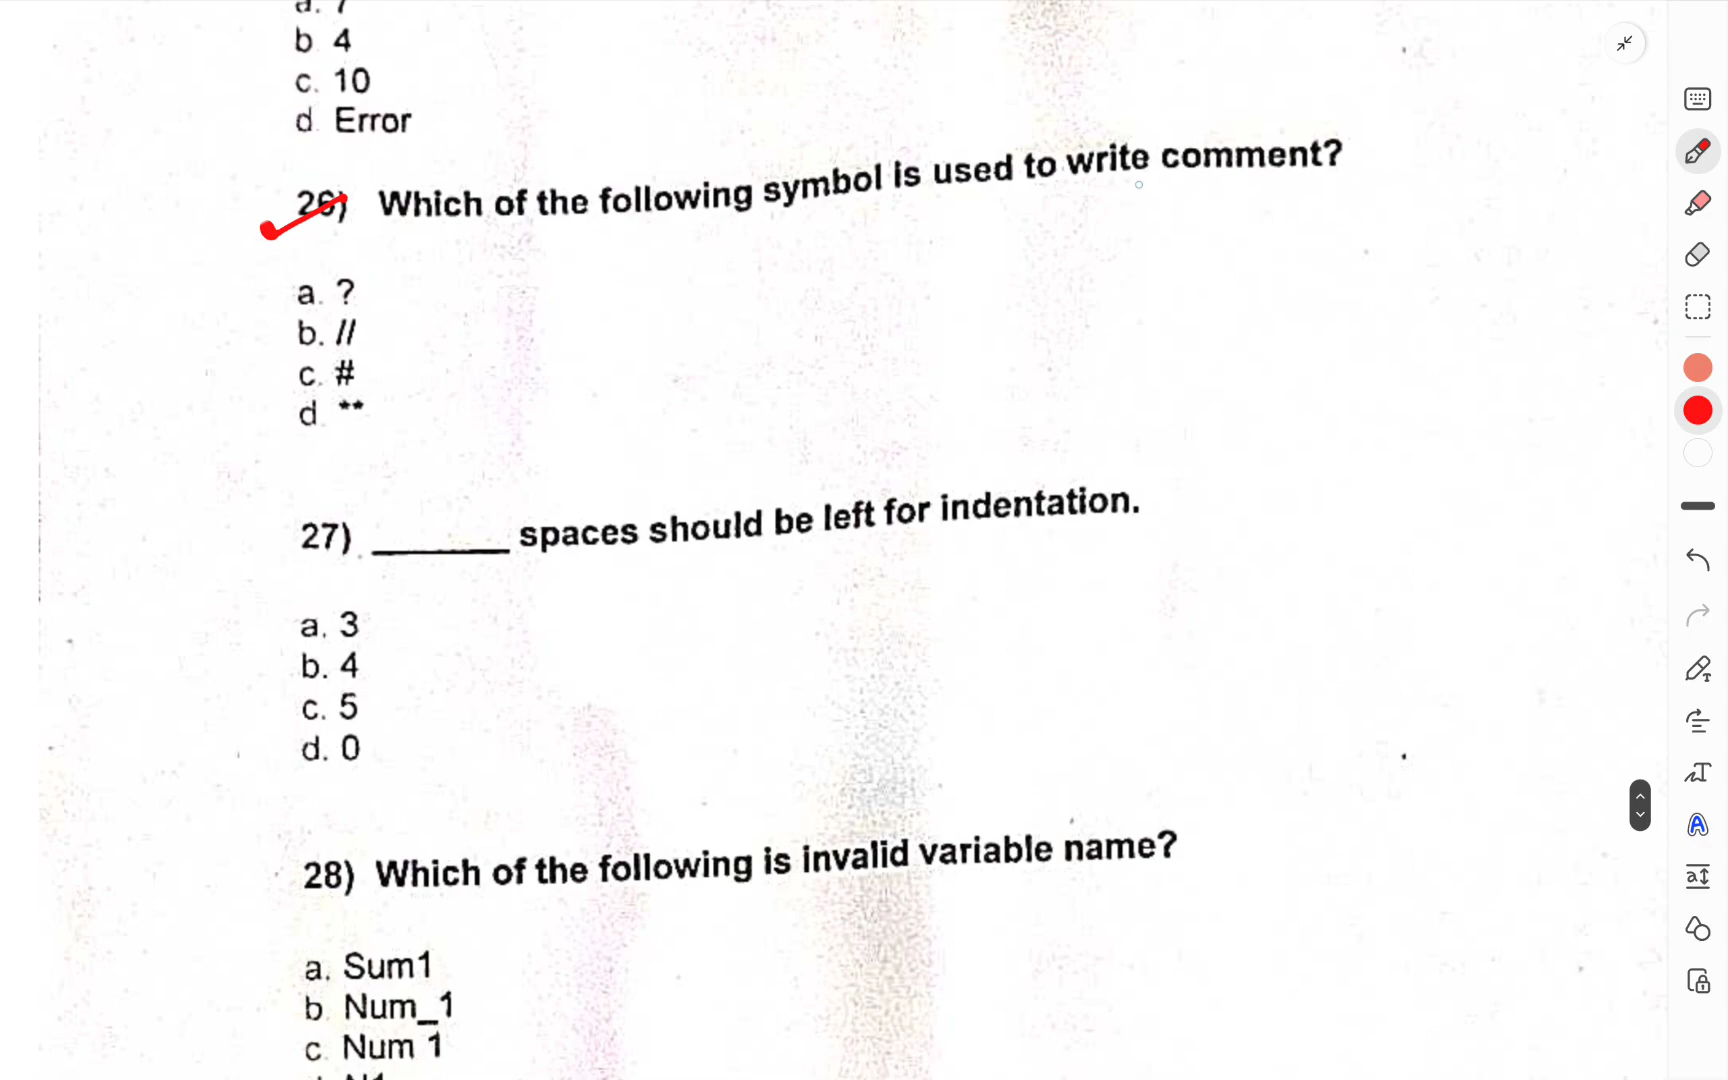 b 4
c. 10
d. Error
26) Which of the following symbol is used to write comment?
a. ?
b. //
c. #
d. **
27) ______ spaces should be left for indentation.
a. 3
b. 4
c. 5
d. 0
28) Which of the following is invalid variable name?
a. Sum1
b. Num_1
c. Num 1